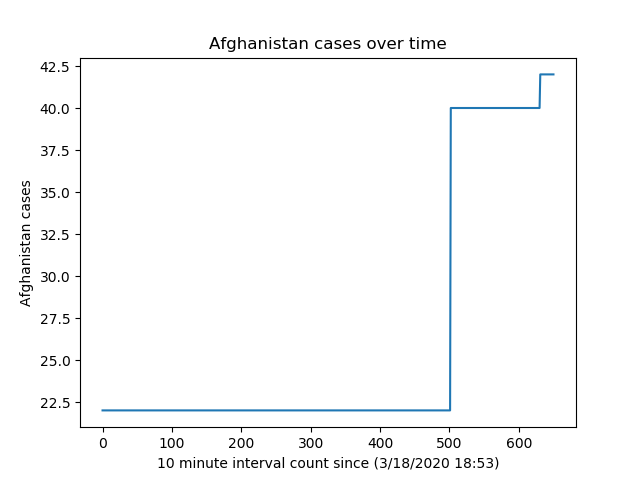 Afghanistan cases over time
42.5
40.0
37.5
35.0
32.5
30.0
27.5
25.0
22.5
Afghanistan cases
0 100 200 300 400 500 600
10 minute interval count since (3/18/2020 18:53)